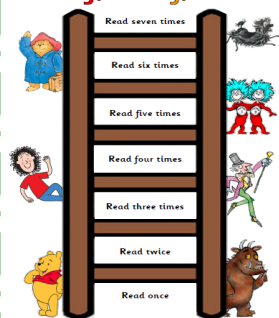 Read seven times
Read six times
Read five times
Read four times
Read three times
Read twice
Read once